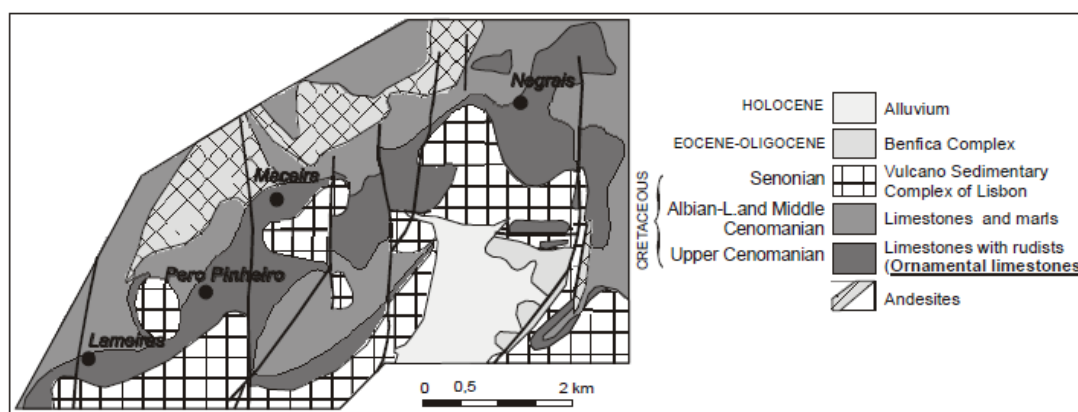 Negrais
Maceira
Pero Pinheiro
Lameiras
0 0,5 2 km
HOLOCENE Alluvium
EOCENE-OLIGOCENE Benfica Complex
CRETACEOUS
Senonian Vulcano Sedimentary
Complex of Lisbon
Albian-L.and Middle
Cenomanian Limestones and marls
Upper Cenomanian Limestones with rudists
(Ornamental limestones
Andesites